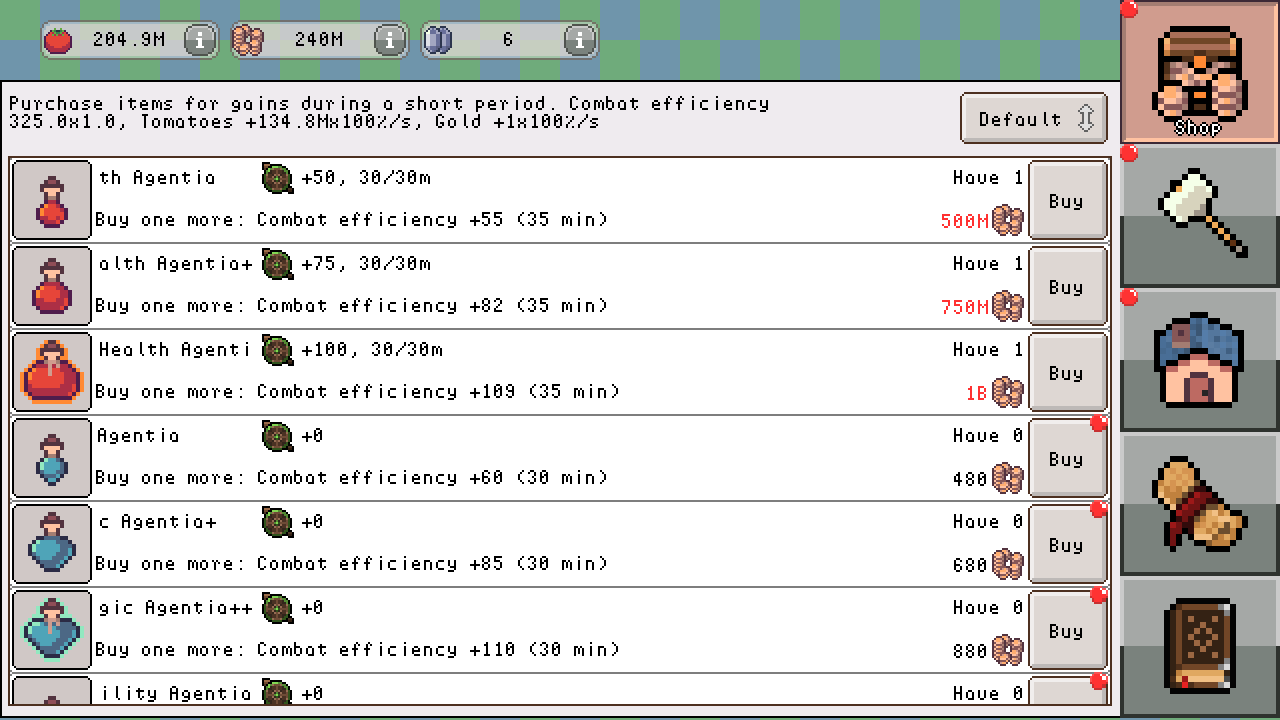 204.9M
240M
6
Purchase items for gains during a short period. Combat efficiency
325.0x1.0, Tomatoes +134.8Mx100%/s, Gold +1x100%/s
Default
Shop
th Agentia +50, 30/30m Have 1
Buy one more: Combat efficiency +55 (35 min) 500M Buy
alth Agentia+ +75, 30/30m Have 1
Buy one more: Combat efficiency +82 (35 min) 750M Buy
Health Agenti +100, 30/30m Have 1
Buy one more: Combat efficiency +109 (35 min) 1B Buy
Agentia +0 Have 0
Buy one more: Combat efficiency +60 (30 min) 480 Buy
c Agentia+ +0 Have 0
Buy one more: Combat efficiency +85 (30 min) 680 Buy
gic Agentia++ +0 Have 0
Buy one more: Combat efficiency +110 (30 min) 880 Buy
ility Agentia +0 Have 0